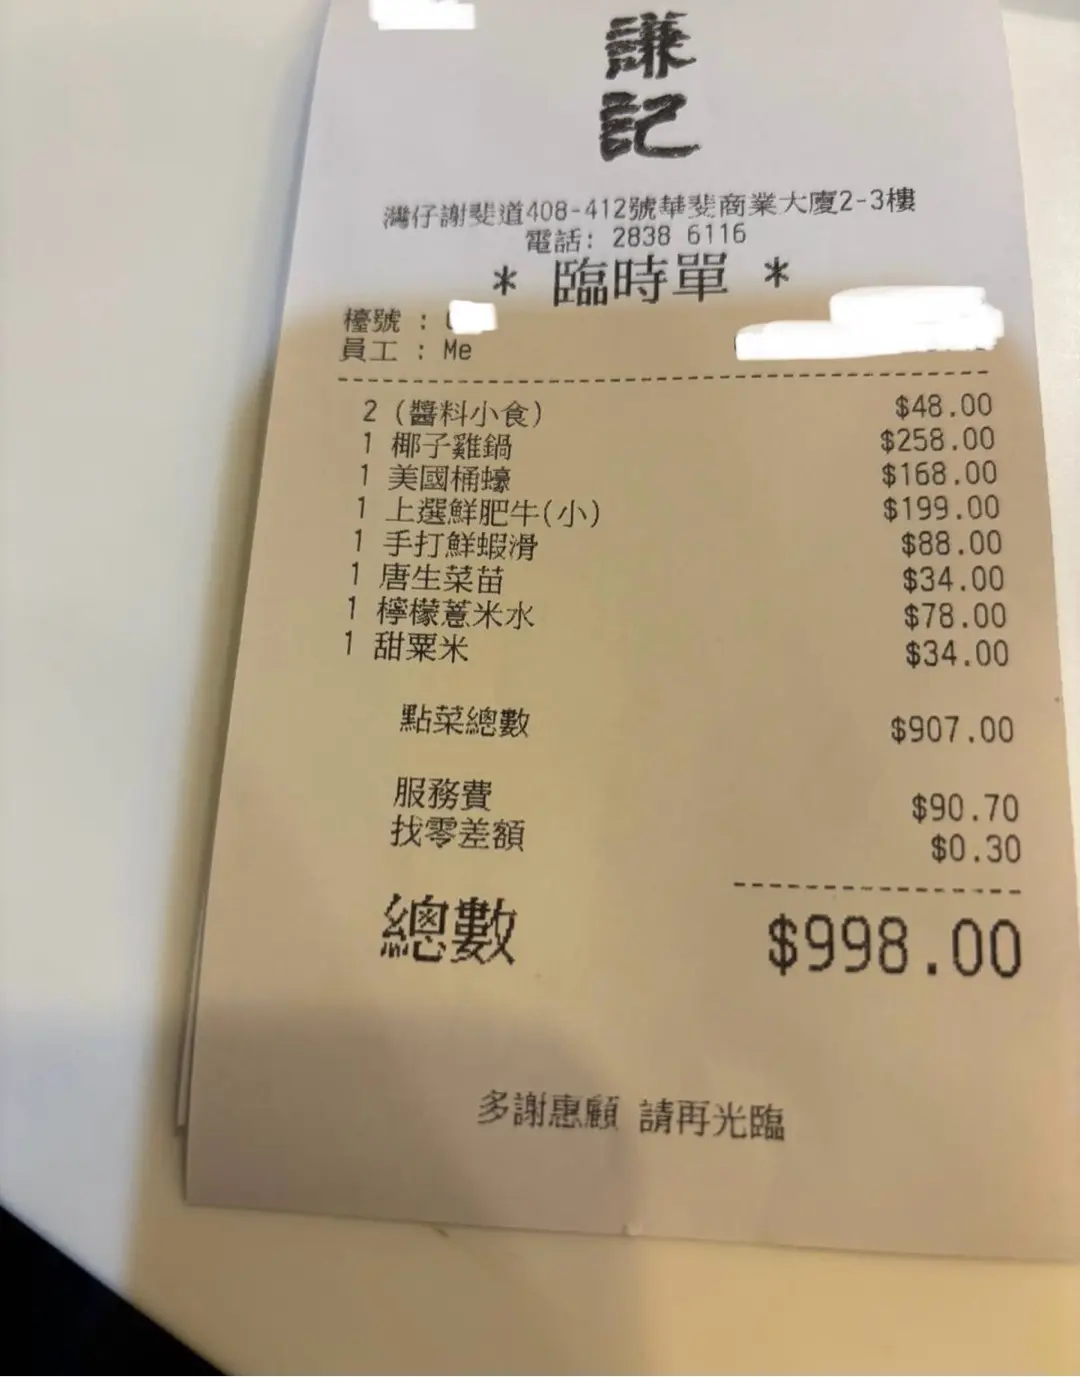 謙
記
灣仔謝斐道408-412號華斐商業大廈2-3樓
電話: 2838 6116
* 臨時單 *
檯號 :
員工 : Me
2 (醬料小食) $48.00
1 椰子雞鍋 $258.00
1 美國桶蠔 $168.00
1 上選鮮肥牛(小) $199.00
1 手打鮮蝦滑 $88.00
1 唐生菜苗 $34.00
1 檸檬薏米水 $78.00
1 甜粟米 $34.00
點菜總數 $907.00
服務費 $90.70
找零差額 $0.30
總數 $998.00
多謝惠顧 請再光臨